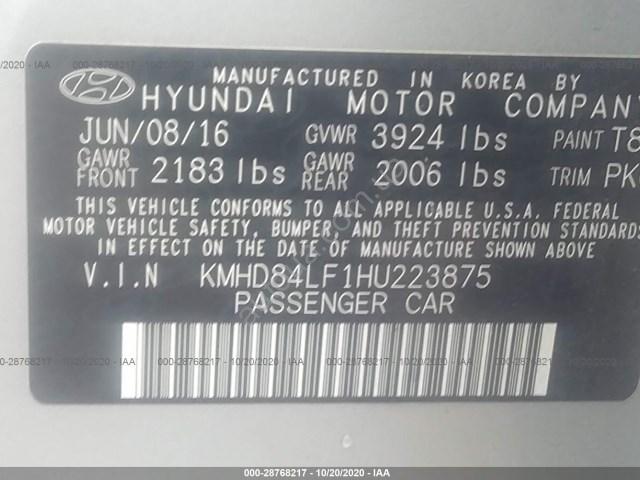 MANUFACTURED IN KOREA BY
HYUNDAI MOTOR COMPANY
JUN/08/16 GVWR 3924 lbs PAINT T8
GAWR FRONT 2183 lbs GAWR REAR 2006 lbs TRIM PK
THIS VEHICLE CONFORMS TO ALL APPLICABLE U.S.A. FEDERAL
MOTOR VEHICLE SAFETY, BUMPER, AND THEFT PREVENTION STANDARDS
IN EFFECT ON THE DATE OF MANUFACTURE SHOWN ABOVE
V.I.N KMHD84LF1HU223875
PASSENGER CAR
000-28768217 - 10/20/2020 - IAA